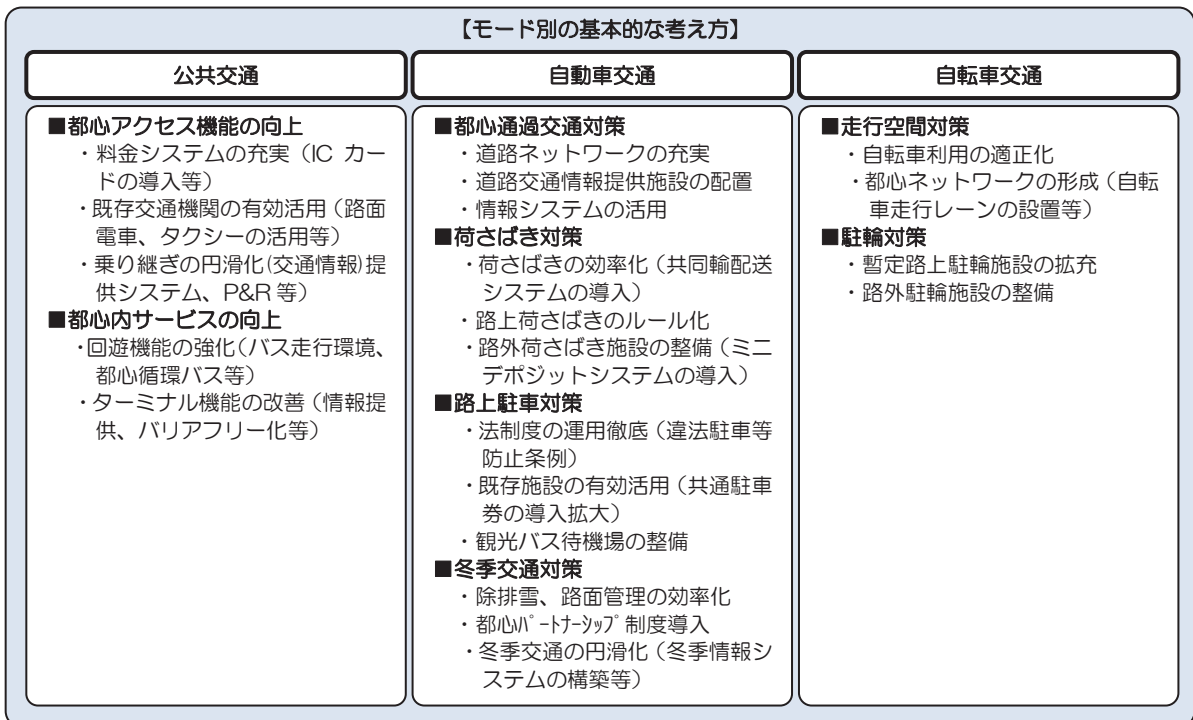 【モード別の基本的な考え方】
公共交通
■都心アクセス機能の向上
・料金システムの充実（IC カー
ドの導入等）
・既存交通機関の有効活用（路面
電車、タクシーの活用等）
・乗り継ぎの円滑化(交通情報)提
供システム、P&R 等）
■都心内サービスの向上
・回遊機能の強化（バス走行環境、
都心循環バス等）
・ターミナル機能の改善（情報提
供、バリアフリー化等）
自動車交通
■都心通過交通対策
・道路ネットワークの充実
・道路交通情報提供施設の配置
・情報システムの活用
■荷さばき対策
・荷さばきの効率化（共同輸配送
システムの導入）
・路上荷さばきのルール化
・路外荷さばき施設の整備（ミニ
デポジットシステムの導入）
■路上駐車対策
・法制度の運用徹底（違法駐車等
防止条例）
・既存施設の有効活用（共通駐車
券の導入拡大）
・観光バス待機場の整備
■冬季交通対策
・除排雪、路面管理の効率化
・都心ﾊﾟｰﾄﾅｰｼｯﾌﾟ制度導入
・冬季交通の円滑化（冬季情報シ
ステムの構築等）
自転車交通
■走行空間対策
・自転車利用の適正化
・都心ネットワークの形成（自転
車走行レーンの設置等）
■駐輪対策
・暫定路上駐輪施設の拡充
・路外駐輪施設の整備